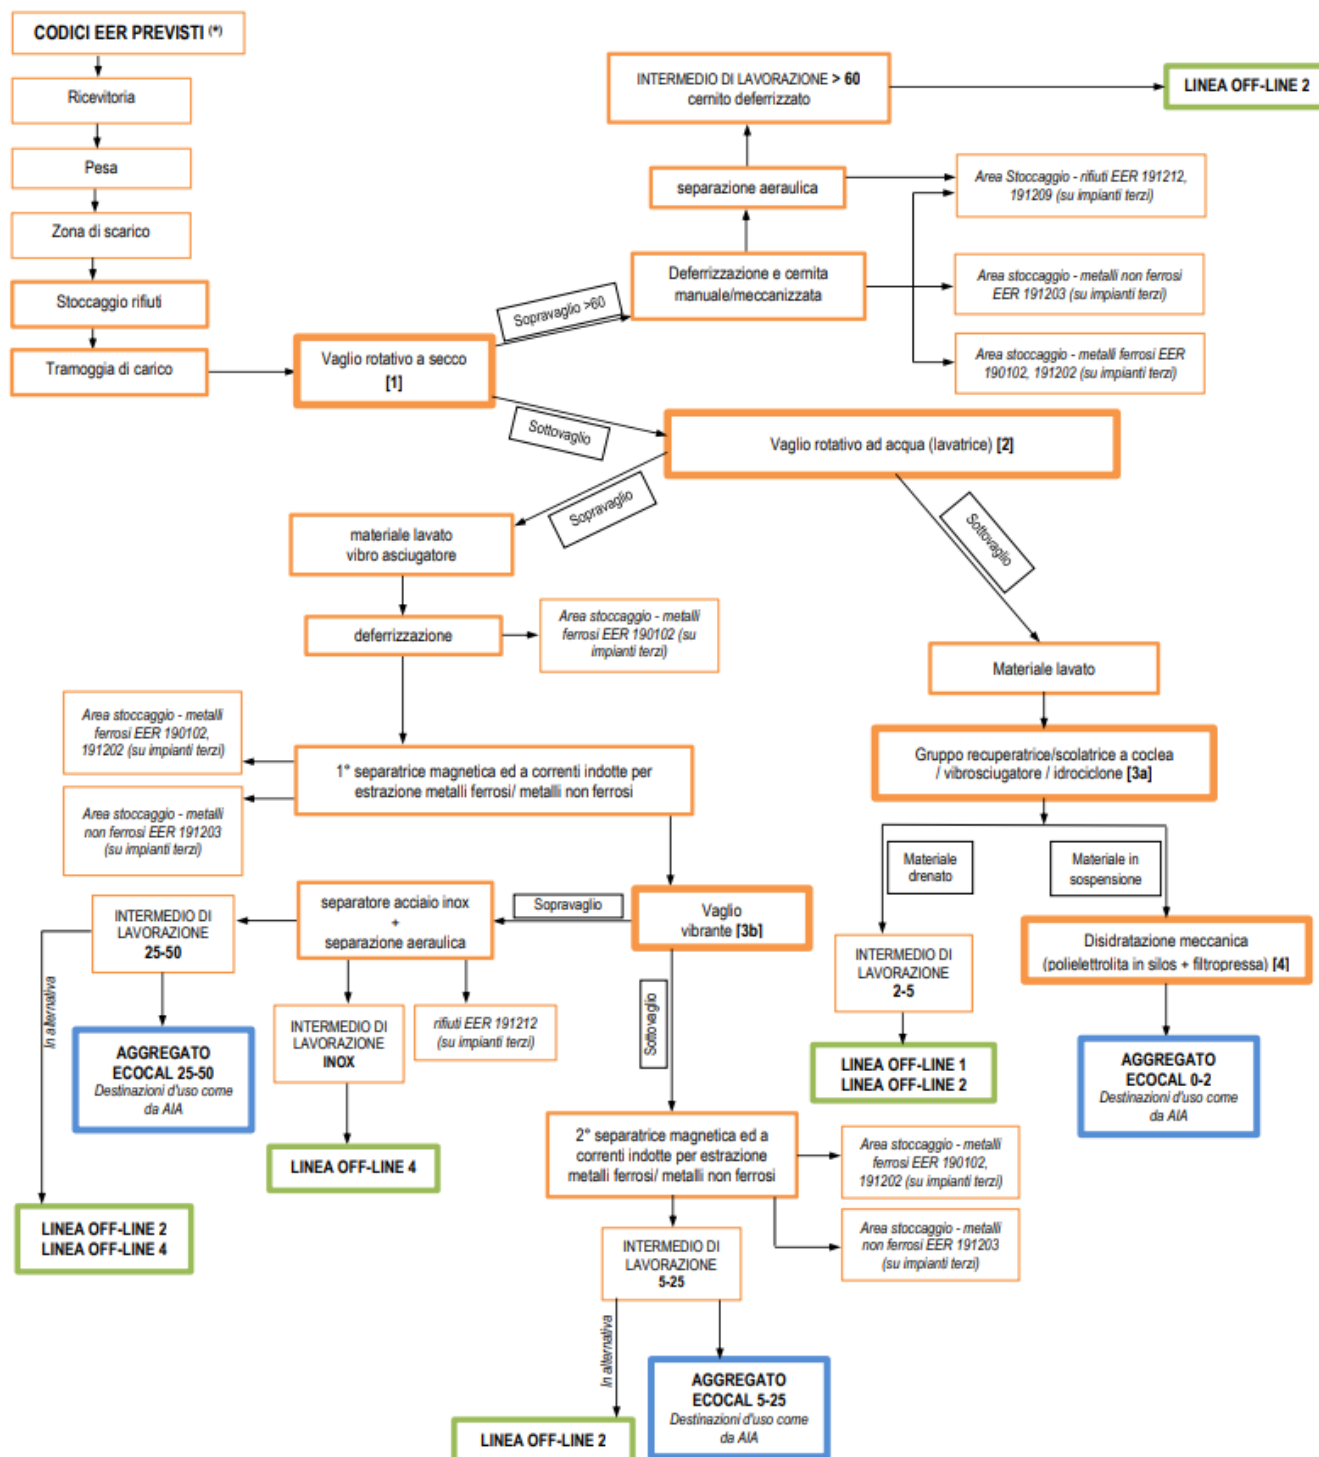 CODICI EER PREVISTI (*)
Ricevitoria
Pesa
Zona di scarico
Stoccaggio rifiuti
Tramoggia di carico
Vaglio rotativo a secco
[1]
Sopravaglio >60
INTERMEDIO DI LAVORAZIONE > 60
cernito deferrizzato
LINEA OFF-LINE 2
separazione aeraulica
Area Stoccaggio - rifiuti EER 191212,
191209 (su impianti terzi)
Deferrizzazione e cernita
manuale/meccanizzata
Area stoccaggio - metalli non ferrosi
EER 191203 (su impianti terzi)
Area stoccaggio - metalli ferrosi EER
190102, 191202 (su impianti terzi)
Sottovaglio
Vaglio rotativo ad acqua (lavatrice) [2]
Sopravaglio
Sottovaglio
materiale lavato
vibro asciugatore
deferrizzazione
Area stoccaggio - metalli
ferrosi EER 190102 (su
impianti terzi)
Materiale lavato
Area stoccaggio - metalli
ferrosi EER 190102,
191202 (su impianti terzi)
1° separatrice magnetica ed a correnti indotte per
estrazione metalli ferrosi/ metalli non ferrosi
Area stoccaggio - metalli
non ferrosi EER 191203
(su impianti terzi)
Gruppo recuperatrice/scolatrice a coclea
/ vibrosciugatore / idrociclone [3a]
Materiale
drenato
Materiale in
sospensione
INTERMEDIO DI
LAVORAZIONE
25-50
separatore acciaio inox
+
separazione aeraulica
Sopravaglio
Vaglio
vibrante [3b]
INTERMEDIO DI
LAVORAZIONE
2-5
Disidratazione meccanica
(polielettrolita in silos + filtropressa) [4]
In alternativa
AGGREGATO
ECOCAL 25-50
Destinazioni d'uso come
da AIA
INTERMEDIO DI
LAVORAZIONE
INOX
rifiuti EER 191212
(su impianti terzi)
Sottovaglio
LINEA OFF-LINE 1
LINEA OFF-LINE 2
AGGREGATO
ECOCAL 0-2
Destinazioni d'uso come
da AIA
LINEA OFF-LINE 4
2° separatrice magnetica ed a
correnti indotte per estrazione
metalli ferrosi/ metalli non ferrosi
Area stoccaggio - metalli
ferrosi EER 190102,
191202 (su impianti terzi)
LINEA OFF-LINE 2
LINEA OFF-LINE 4
Area stoccaggio - metalli
non ferrosi EER 191203
(su impianti terzi)
INTERMEDIO DI
LAVORAZIONE
5-25
In alternativa
AGGREGATO
ECOCAL 5-25
Destinazioni d'uso come
da AIA
LINEA OFF-LINE 2